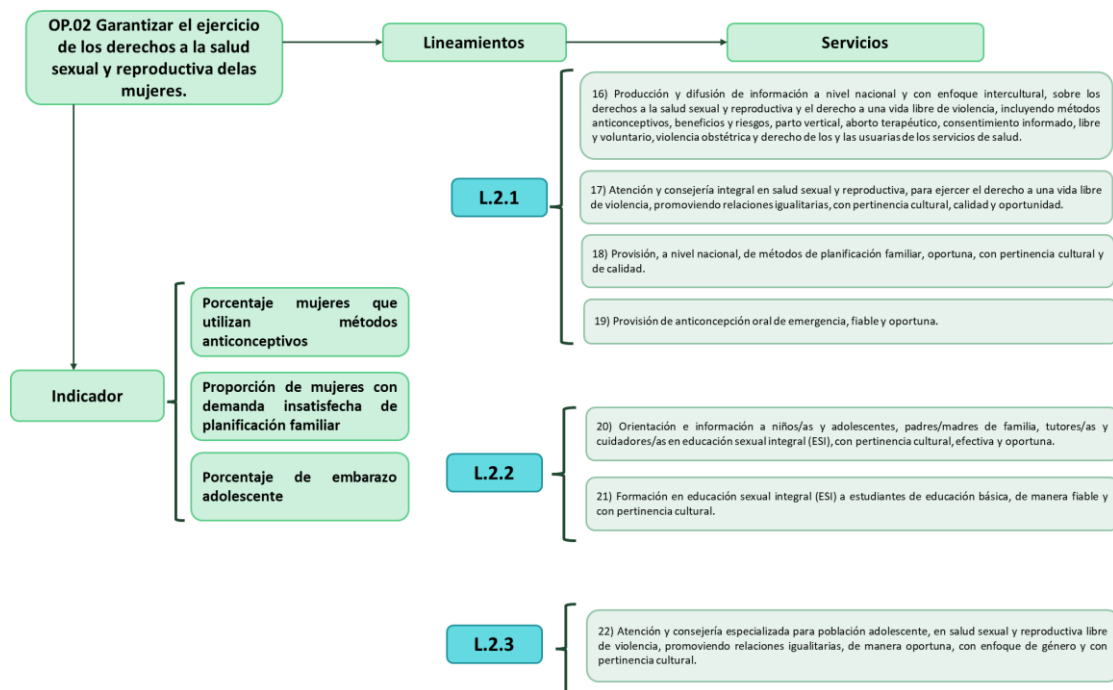 OP.02 Garantizar el ejercicio
de los derechos a la salud
sexual y reproductiva delas
mujeres.
Lineamientos
Servicios
16) Producción y difusión de información a nivel nacional y con enfoque intercultural, sobre los
derechos a la salud sexual y reproductiva y el derecho a una vida libre de violencia, incluyendo métodos
anticonceptivos, beneficios y riesgos, parto vertical, aborto terapéutico, consentimiento informado, libre
y voluntario, violencia obstétrica y derecho de los y las usuarias de los servicios de salud.
L.2.1
17) Atención y consejería integral en salud sexual y reproductiva, para ejercer el derecho a una vida libre
de violencia, promoviendo relaciones igualitarias, con pertinencia cultural, calidad y oportunidad.
18) Provisión, a nivel nacional, de métodos de planificación familiar, oportuna, con pertinencia cultural y
de calidad.
19) Provisión de anticoncepción oral de emergencia, fiable y oportuna.
Indicador
Porcentaje mujeres que
utilizan métodos
anticonceptivos
Proporción de mujeres con
demanda insatisfecha de
planificación familiar
Porcentaje de embarazo
adolescente
L.2.2
20) Orientación e información a niños/as y adolescentes, padres/madres de familia, tutores/as y
cuidadores/as en educación sexual integral (ESI), con pertinencia cultural, efectiva y oportuna.
21) Formación en educación sexual integral (ESI) a estudiantes de educación básica, de manera fiable y
con pertinencia cultural.
L.2.3
22) Atención y consejería especializada para población adolescente, en salud sexual y reproductiva libre
de violencia, promoviendo relaciones igualitarias, de manera oportuna, con enfoque de género y con
pertinencia cultural.